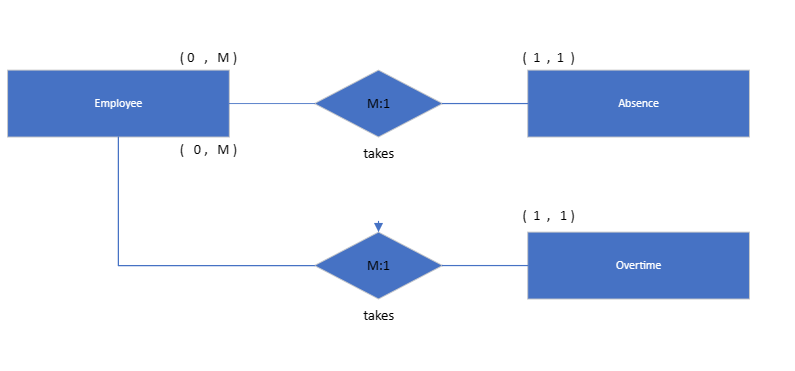 (0 , M)
( 1 , 1 )
Employee
M:1
Absence
( 0 , M)
takes
( 1 , 1)
M:1
Overtime
takes